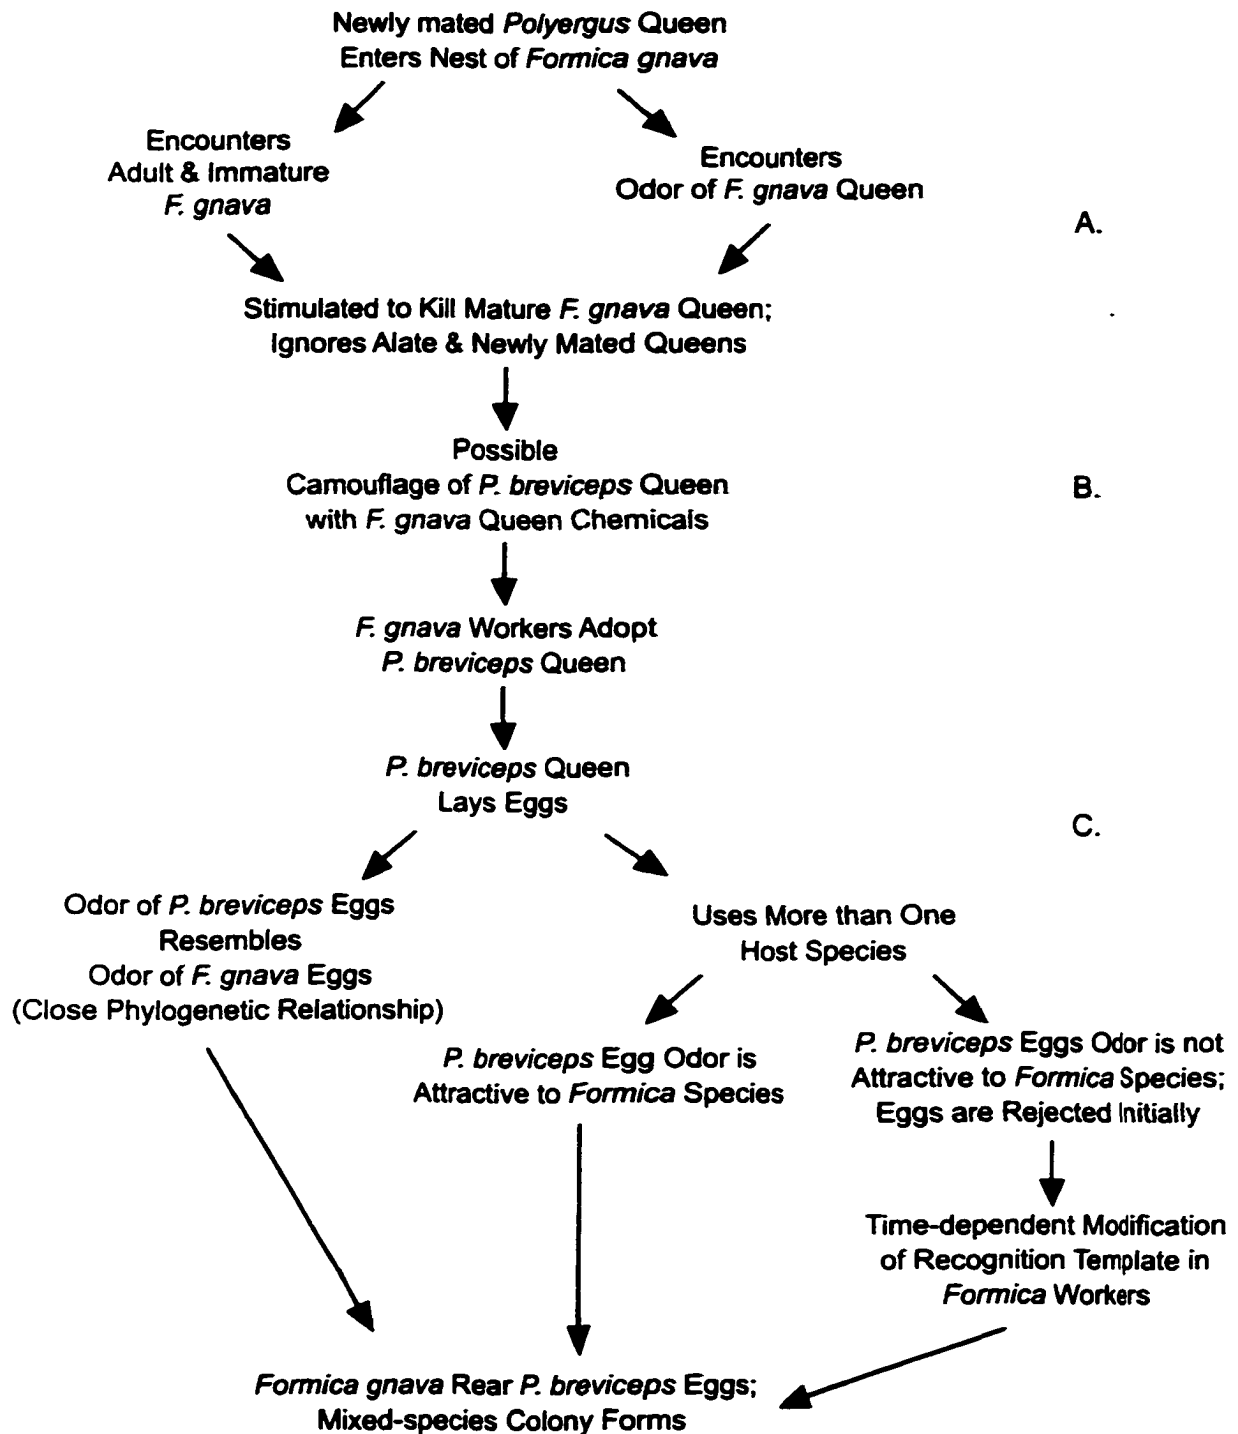 Newly mated Polyergus Queen
Enters Nest of Formica gnava
Encounters
Adult & Immature
F. gnava
Encounters
Odor of F. gnava Queen
A.
Stimulated to Kill Mature F. gnava Queen;
Ignores Alate & Newly Mated Queens
Possible
Camouflage of P. breviceps Queen
with F. gnava Queen Chemicals
B.
F. gnava Workers Adopt
P. breviceps Queen
P. breviceps Queen
Lays Eggs
C.
Odor of P. breviceps Eggs
Resembles
Odor of F. gnava Eggs
(Close Phylogenetic Relationship)
Uses More than One
Host Species
P. breviceps Egg Odor is
Attractive to Formica Species
P. breviceps Eggs Odor is not
Attractive to Formica Species;
Eggs are Rejected Initially
Time-dependent Modification
of Recognition Template in
Formica Workers
Formica gnava Rear P. breviceps Eggs;
Mixed-species Colony Forms